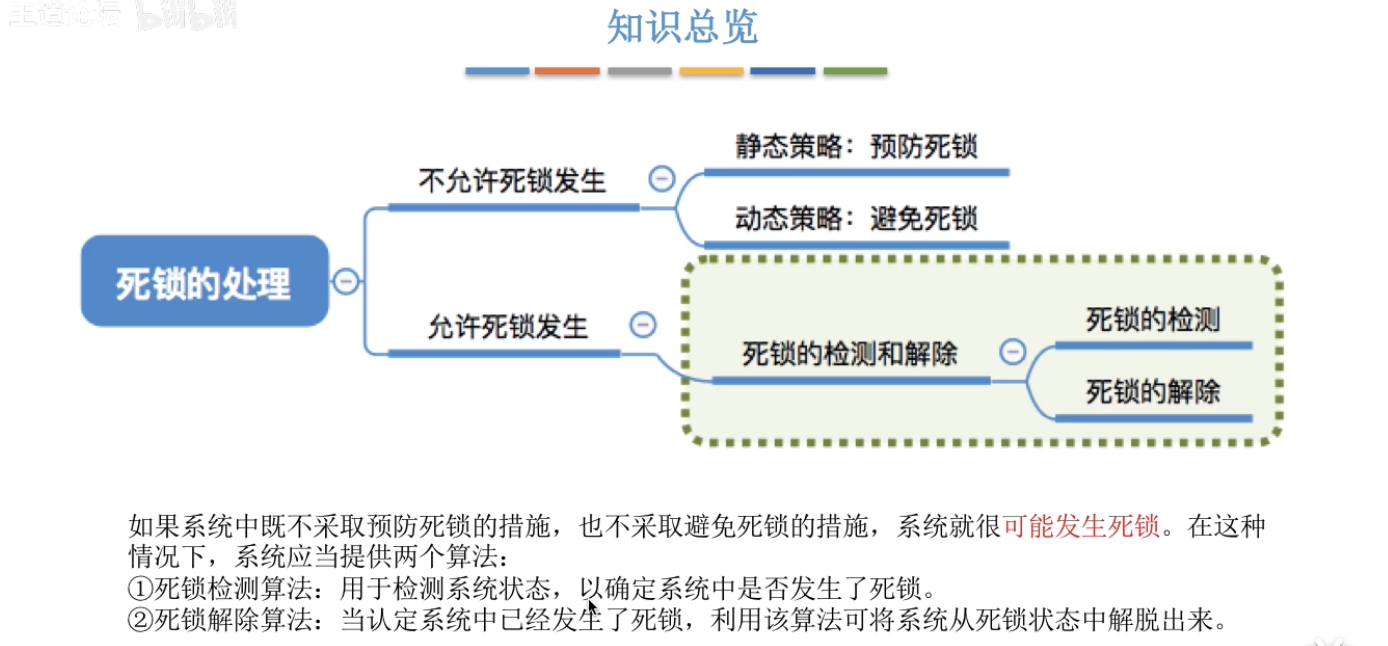 王道论坛 bilibili
知识总览
静态策略：预防死锁
不允许死锁发生
动态策略：避免死锁
死锁的处理
允许死锁发生
死锁的检测和解除
死锁的检测
死锁的解除
如果系统中既不采取预防死锁的措施，也不采取避免死锁的措施，系统就很可能发生死锁。在这种
情况下，系统应当提供两个算法：
①死锁检测算法：用于检测系统状态，以确定系统中是否发生了死锁。
②死锁解除算法：当认定系统中已经发生了死锁，利用该算法可将系统从死锁状态中解脱出来。